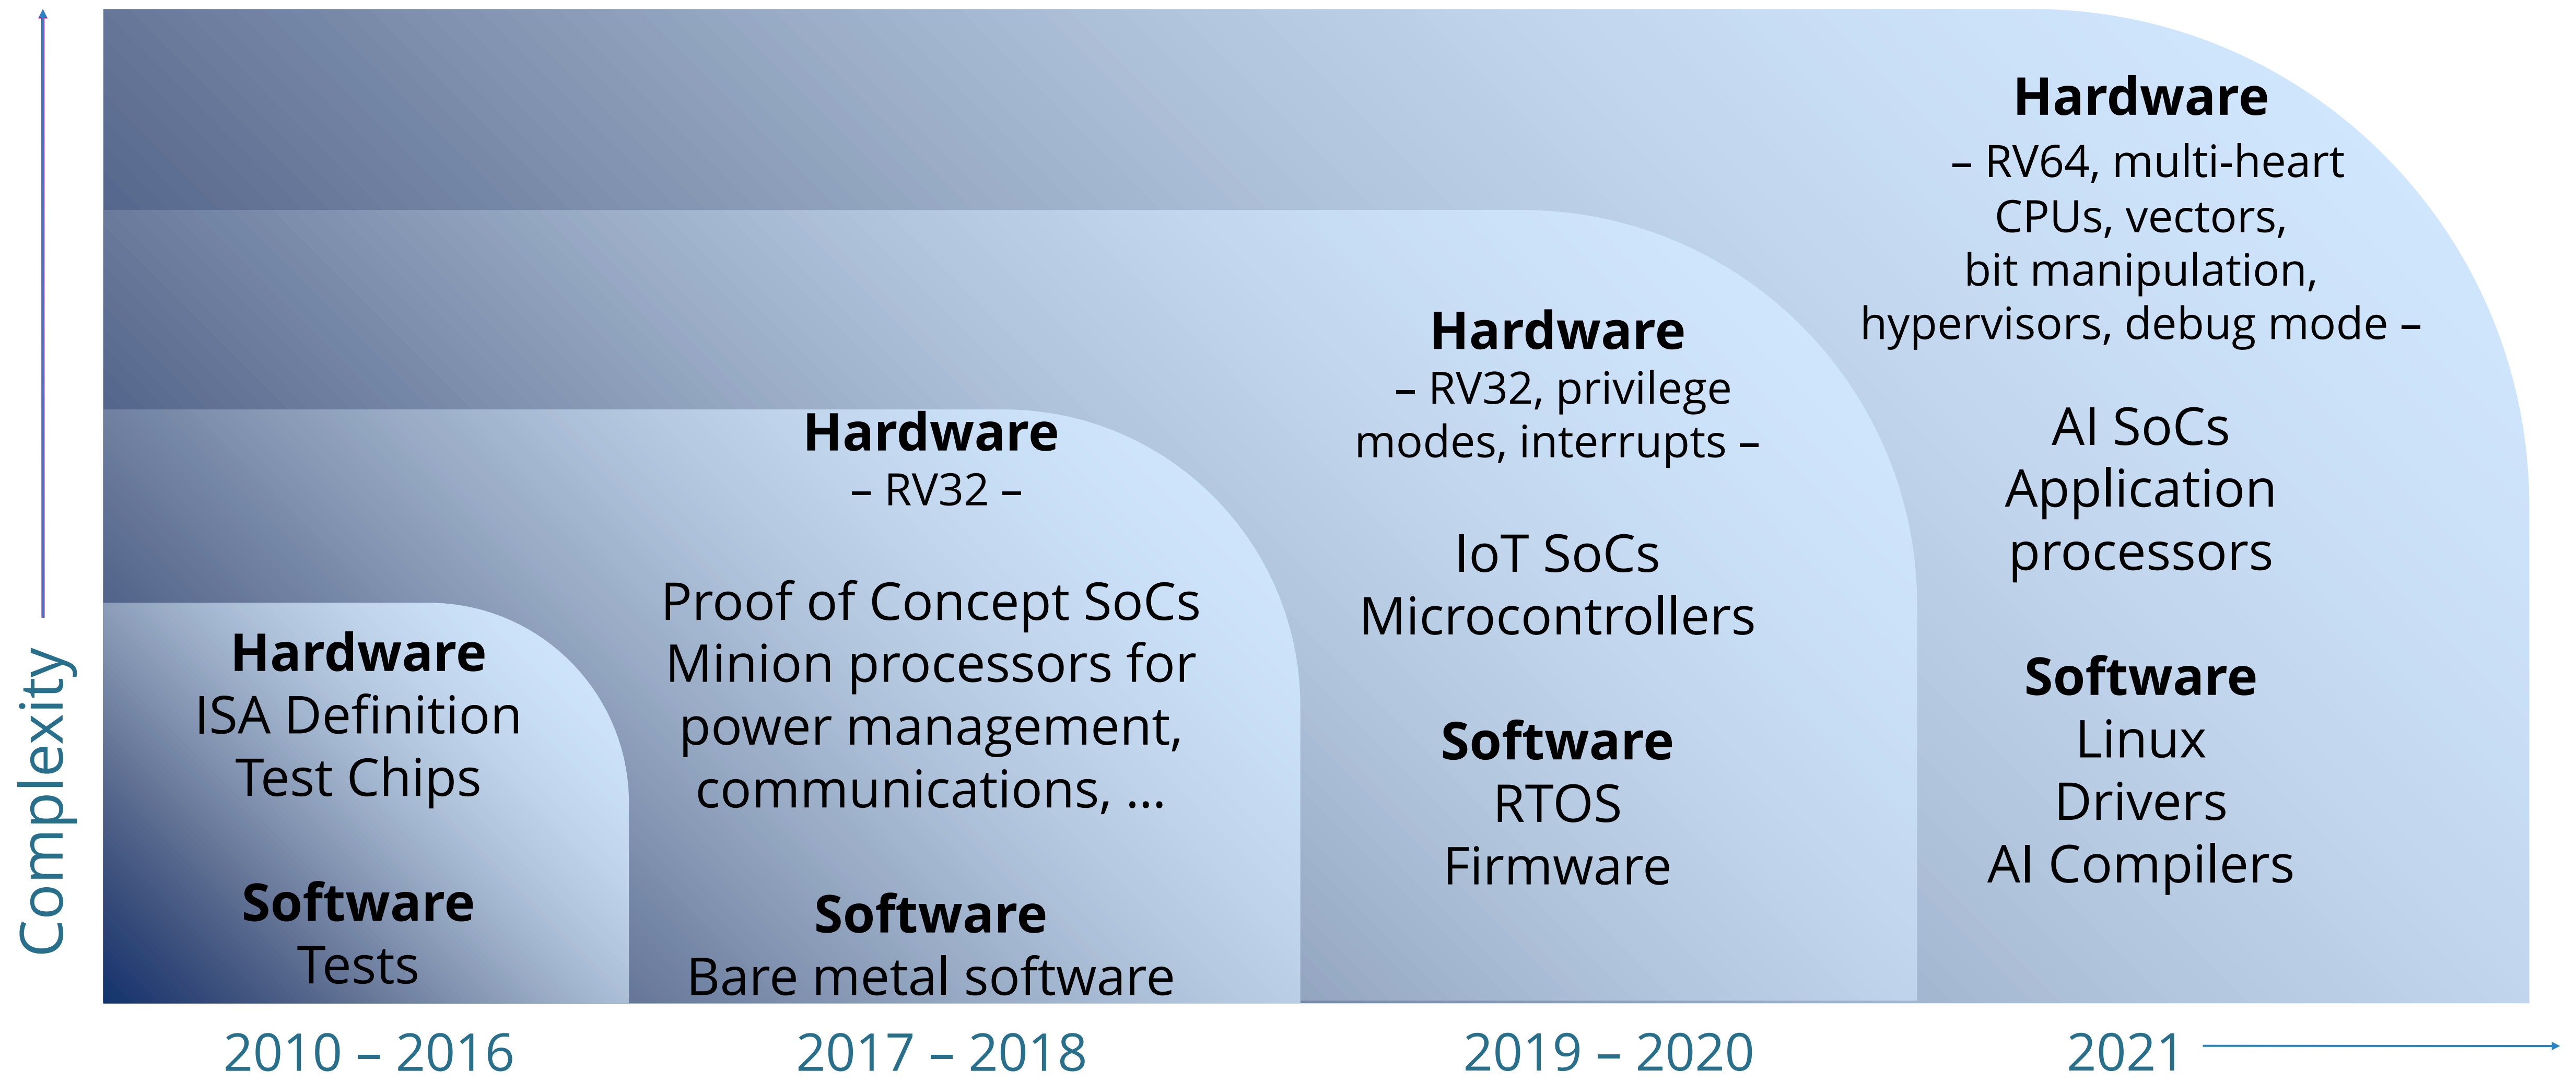 Complexity
Hardware
ISA Definition
Test Chips
Software
Tests
2010 – 2016
Hardware
– RV32 –
Proof of Concept SoCs
Minion processors for
power management,
communications, ...
Software
Bare metal software
2017 – 2018
Hardware
– RV32, privilege
modes, interrupts –
IoT SoCs
Microcontrollers
Software
RTOS
Firmware
2019 – 2020
Hardware
– RV64, multi-heart
CPUs, vectors,
bit manipulation,
hypervisors, debug mode –
AI SoCs
Application
processors
Software
Linux
Drivers
AI Compilers
2021